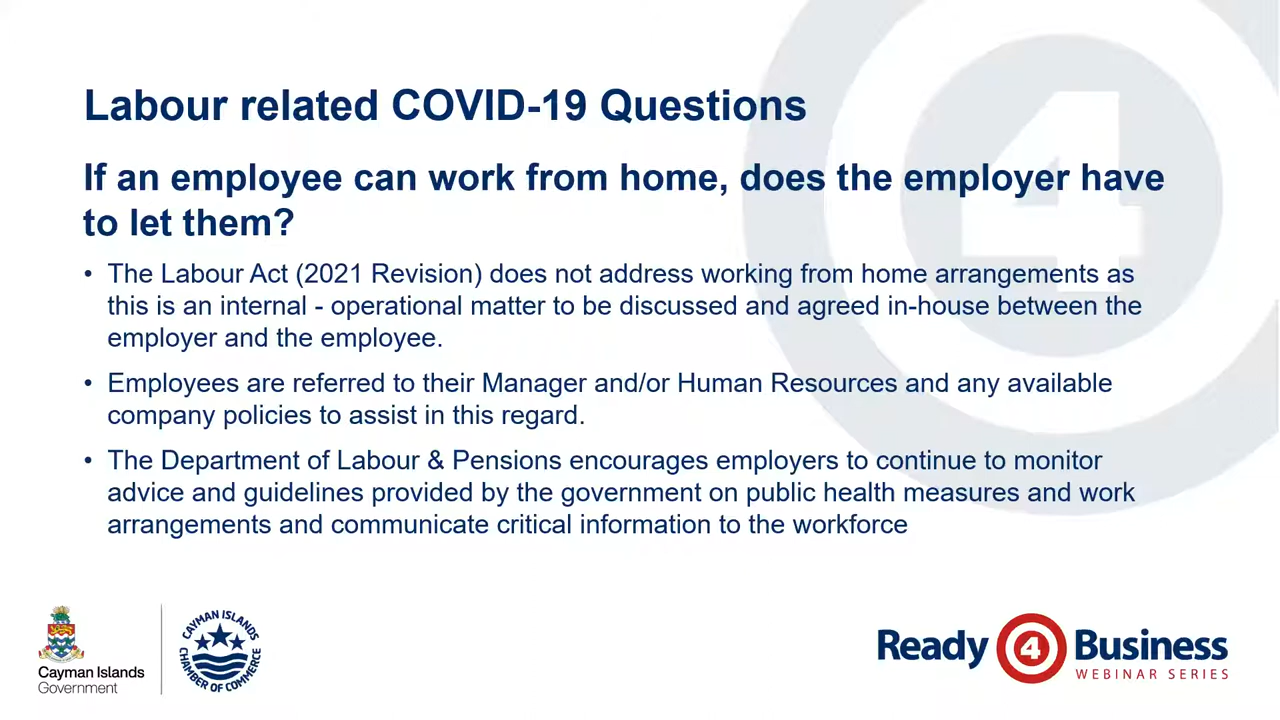 Labour related COVID-19 Questions
If an employee can work from home, does the employer have
to let them?
• The Labour Act (2021 Revision) does not address working from home arrangements as
this is an internal - operational matter to be discussed and agreed in-house between the
employer and the employee.
• Employees are referred to their Manager and/or Human Resources and any available
company policies to assist in this regard.
• The Department of Labour & Pensions encourages employers to continue to monitor
advice and guidelines provided by the government on public health measures and work
arrangements and communicate critical information to the workforce
4
Cayman Islands
Government
CAYMAN ISLANDS
CHAMBER OF COMMERCE
Ready 4 Business
WEBINAR SERIES